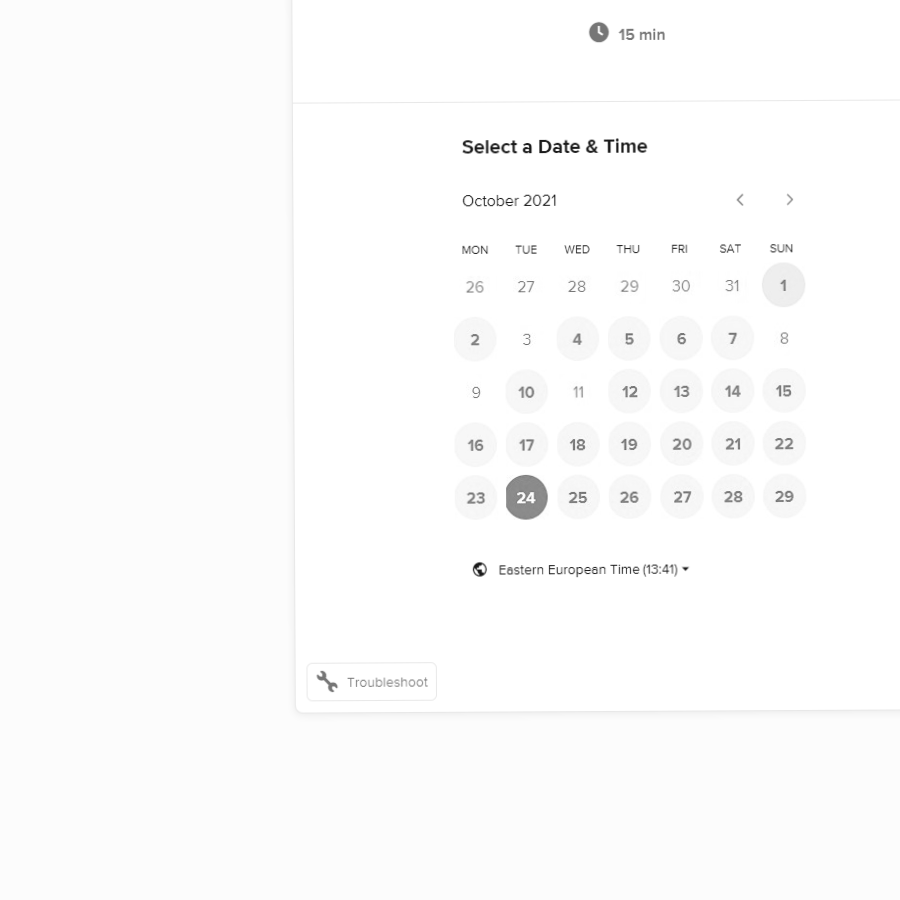 15 min
Select a Date & Time
October 2021
MON TUE WED THU FRI SAT SUN
26 27 28 29 30 31 1
2 3 4 5 6 7 8
9 10 11 12 13 14 15
16 17 18 19 20 21 22
23 24 25 26 27 28 29
Eastern European Time (13:41)
Troubleshoot